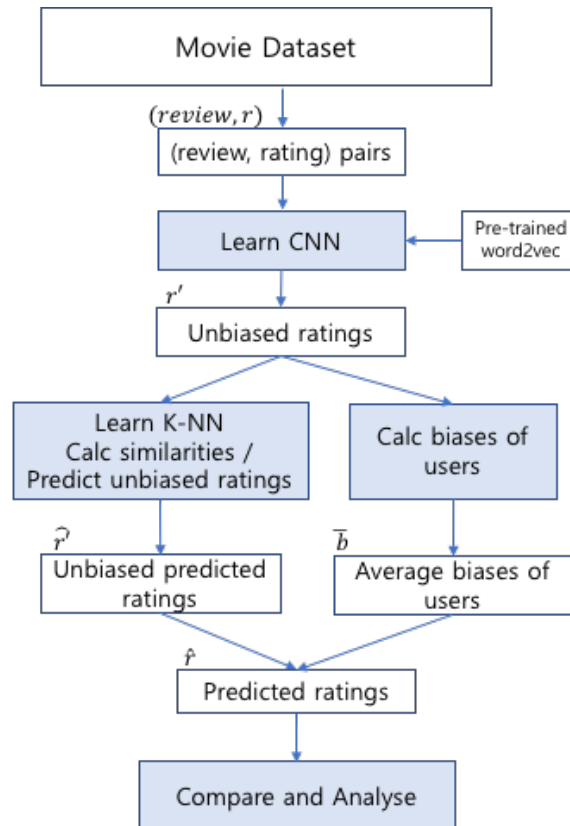 Movie Dataset
(review, r)
(review, rating) pairs
Learn CNN
Pre-trained
word2vec
r′
Unbiased ratings
Learn K-NN
Calc similarities /
Predict unbiased ratings
Calc biases of
users
r̂′
Unbiased predicted
ratings
b̅
Average biases of
users
r̂
Predicted ratings
Compare and Analyse